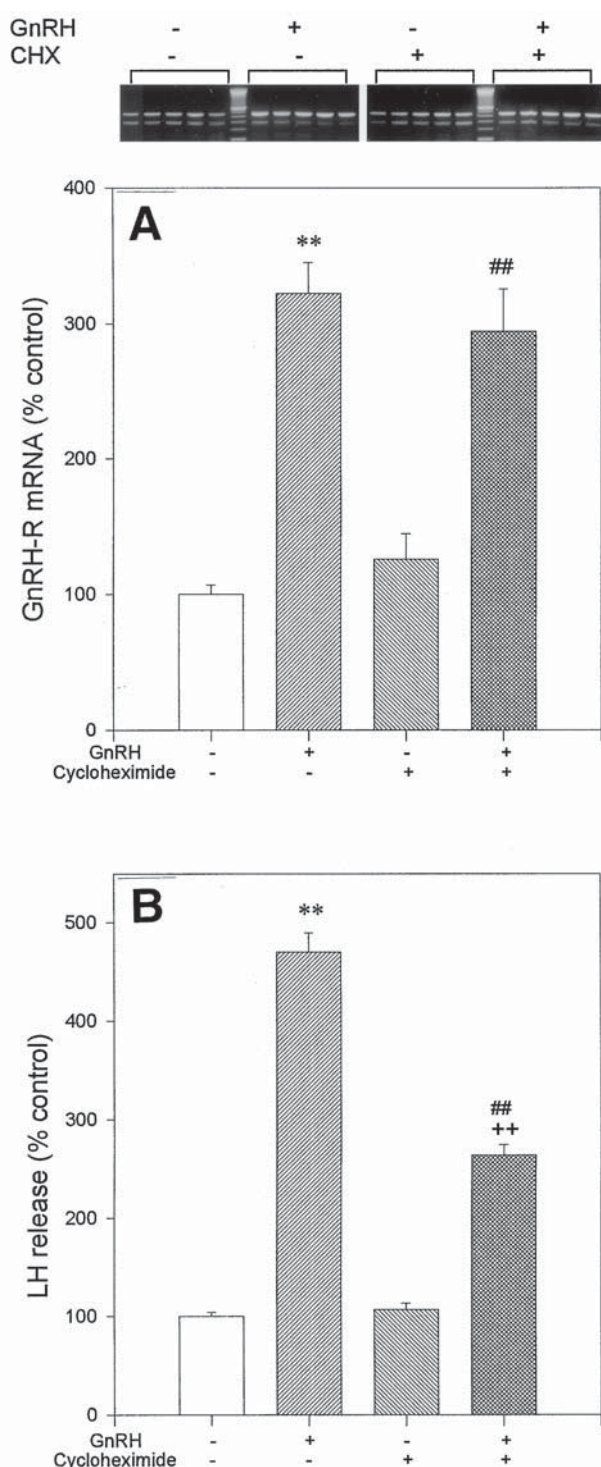 GnRH - + - +
CHX - - + +
400
A
**
##
300
200
100
0
GnRH-R mRNA (% control)
GnRH - + - +
Cycloheximide - - + +
B
500
**
400
300
##
++
200
100
0
LH release (% control)
GnRH - + - +
Cycloheximide - - + +